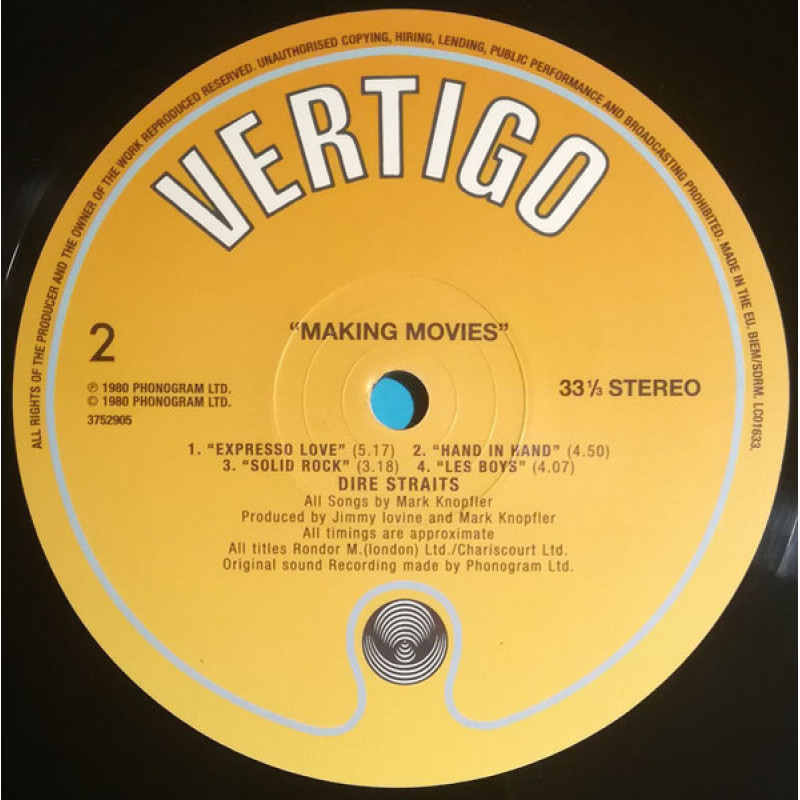 ALL RIGHTS OF THE PRODUCER AND THE OWNER OF THE WORK REPRODUCED RESERVED. UNAUTHORISED COPYING, HIRING, LENDING, PUBLIC PERFORMANCE AND BROADCASTING PROHIBITED. MADE IN THE EU. BIEM/SDRM. LC01633.
VERTIGO
"MAKING MOVIES"
2
℗ 1980 PHONOGRAM LTD.
© 1980 PHONOGRAM LTD.
3752905
33 ⅓ STEREO
1. "EXPRESSO LOVE" (5.17) 2. "HAND IN HAND" (4.50)
3. "SOLID ROCK" (3.18) 4. "LES BOYS" (4.07)
DIRE STRAITS
All Songs by Mark Knopfler
Produced by Jimmy Iovine and Mark Knopfler
All timings are approximate
All titles Rondor M.(london) Ltd./Chariscourt Ltd.
Original sound Recording made by Phonogram Ltd.